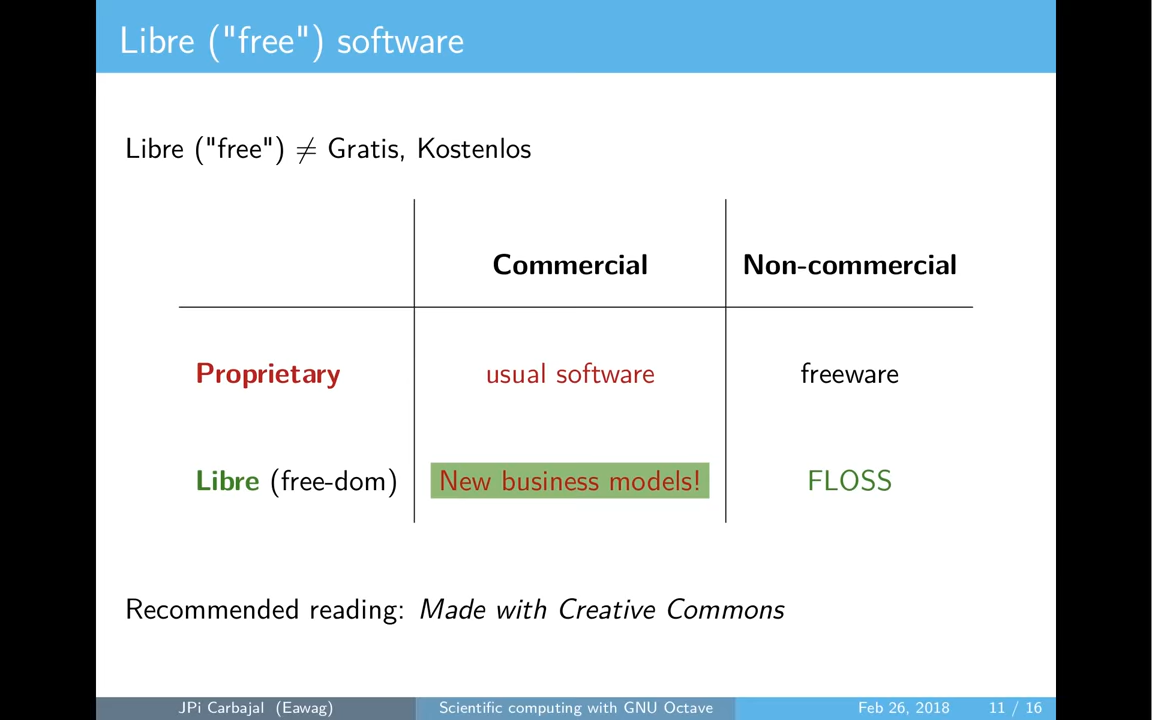 Libre ("free") software
Libre ("free") ≠ Gratis, Kostenlos
Commercial Non-commercial
Proprietary usual software freeware
Libre (free-dom) New business models! FLOSS
Recommended reading: Made with Creative Commons
JPi Carbajal (Eawag) Scientific computing with GNU Octave Feb 26, 2018 11 / 16